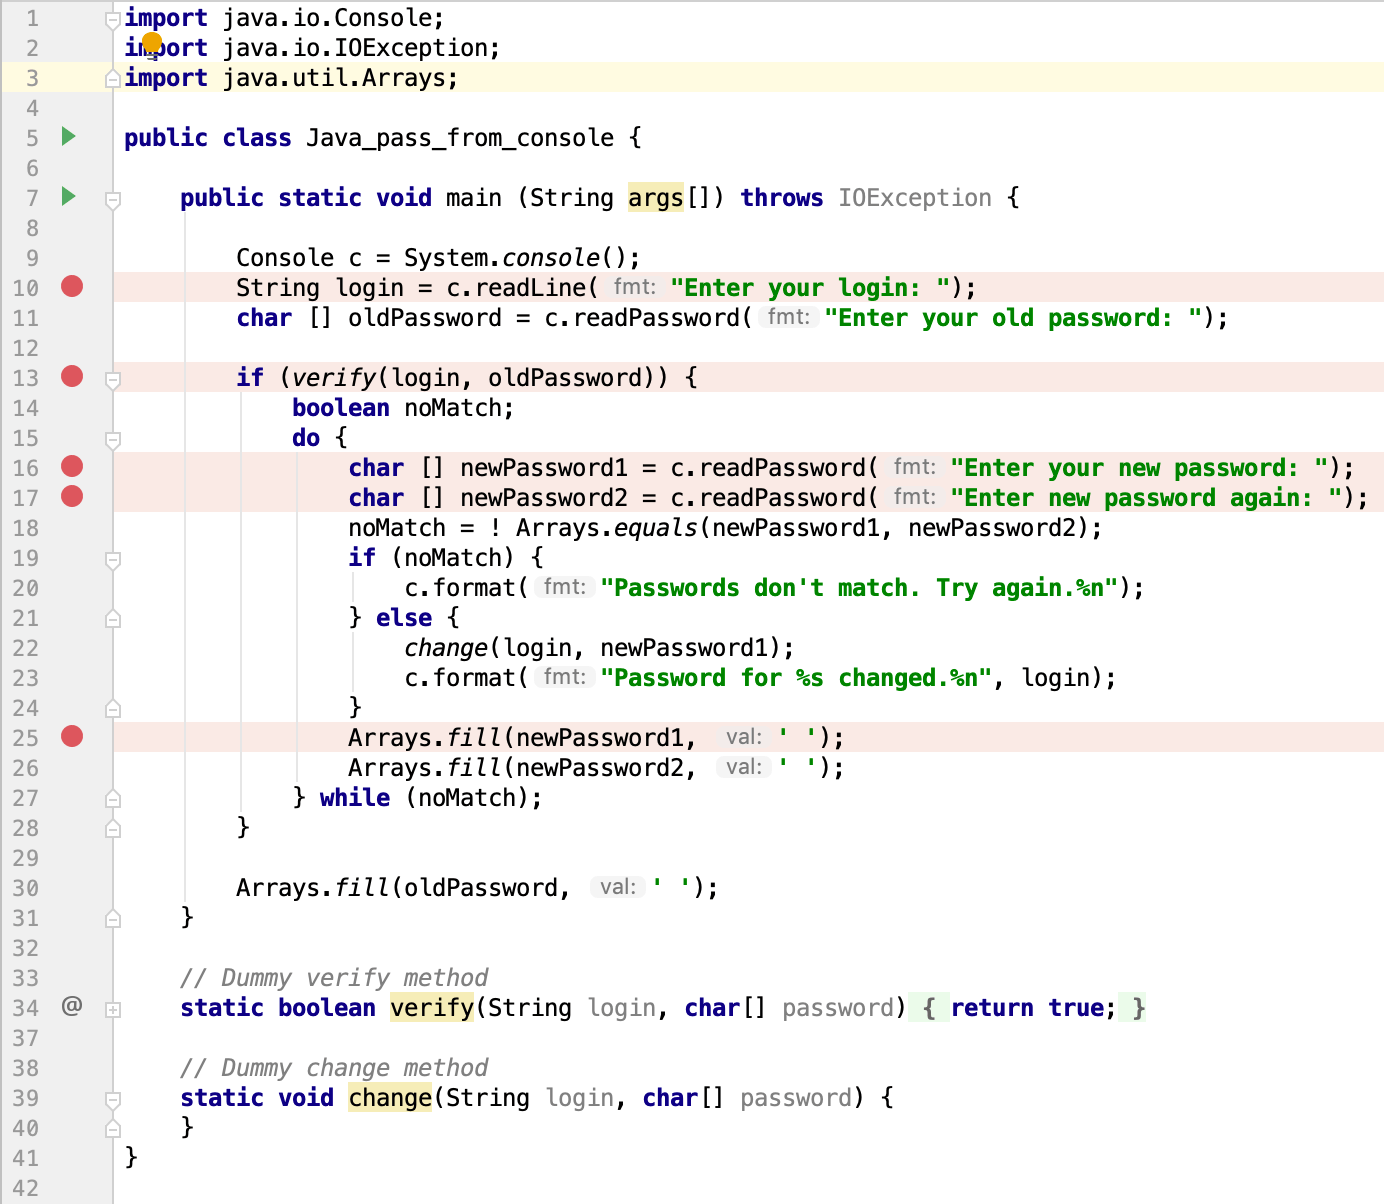 1 import java.io.Console;
2 import java.io.IOException;
3 import java.util.Arrays;
4
5 public class Java_pass_from_console {
6
7     public static void main (String args[]) throws IOException {
8
9         Console c = System.console();
10         String login = c.readLine( fmt: "Enter your login: ");
11         char [] oldPassword = c.readPassword( fmt: "Enter your old password: ");
12
13         if (verify(login, oldPassword)) {
14             boolean noMatch;
15             do {
16                 char [] newPassword1 = c.readPassword( fmt: "Enter your new password: ");
17                 char [] newPassword2 = c.readPassword( fmt: "Enter new password again: ");
18                 noMatch = ! Arrays.equals(newPassword1, newPassword2);
19                 if (noMatch) {
20                     c.format( fmt: "Passwords don't match. Try again.%n");
21                 } else {
22                     change(login, newPassword1);
23                     c.format( fmt: "Password for %s changed.%n", login);
24                 }
25                 Arrays.fill(newPassword1, val: ' ');
26                 Arrays.fill(newPassword2, val: ' ');
27             } while (noMatch);
28         }
29
30         Arrays.fill(oldPassword, val: ' ');
31     }
32
33     // Dummy verify method
34 @     static boolean verify(String login, char[] password) { return true; }
37
38     // Dummy change method
39     static void change(String login, char[] password) {
40     }
41 }
42